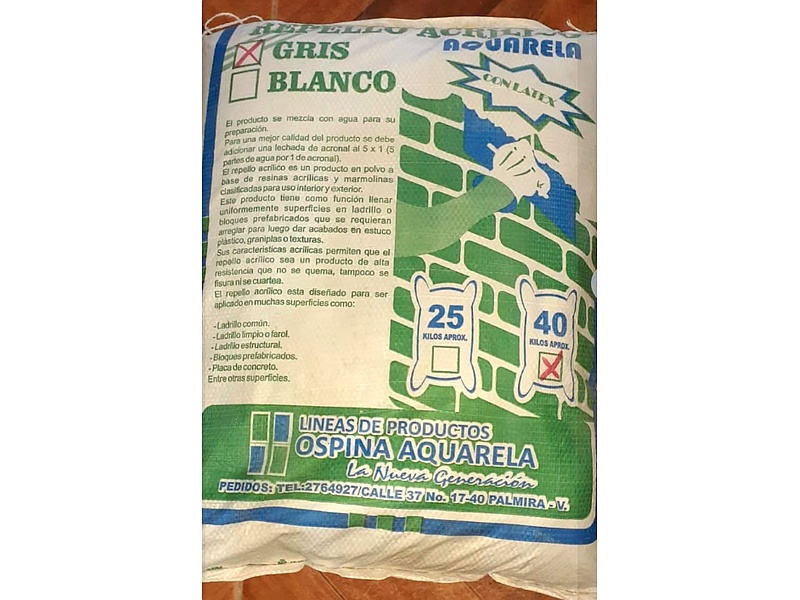 REPELLO ACRILICO
AQUARELA
GRIS
BLANCO
CON LATEX
El producto se mezcla con agua para su
preparación.
Para una mejor calidad del producto se debe
adicionar una lechada de acronal al 5 x 1 (5
partes de agua por 1 de acronal).
El repello acrílico es un producto en polvo a
base de resinas acrílicas y marmolinas
clasificadas para uso interior y exterior.
Este producto tiene como función llenar
uniformemente superficies en ladrillo o
bloques prefabricados que se requieran
arreglar para luego dar acabados en estuco
plástico, graniplas o texturas.
Sus características acrílicas permiten que el
repello acrílico sea un producto de alta
resistencia que no se quema, tampoco se
fisura ni se cuartea.
El repello acrílico esta diseñado para ser
aplicado en muchas superficies como:
- Ladrillo común.
- Ladrillo limpio o farol.
- Ladrillo estructural.
- Bloques prefabricados.
- Placa de concreto.
Entre otras superficies.
25
KILOS APROX.
40
KILOS APROX.
LINEAS DE PRODUCTOS
OSPINA AQUARELA
La Nueva Generación
PEDIDOS: TEL:2764927/CALLE 37 No. 17-40 PALMIRA - V.